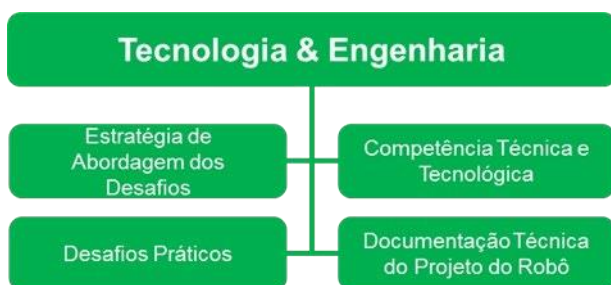 Tecnologia & Engenharia
Estratégia de
Abordagem dos
Desafios
Competência Técnica e
Tecnológica
Desafios Práticos
Documentação Técnica
do Projeto do Robô